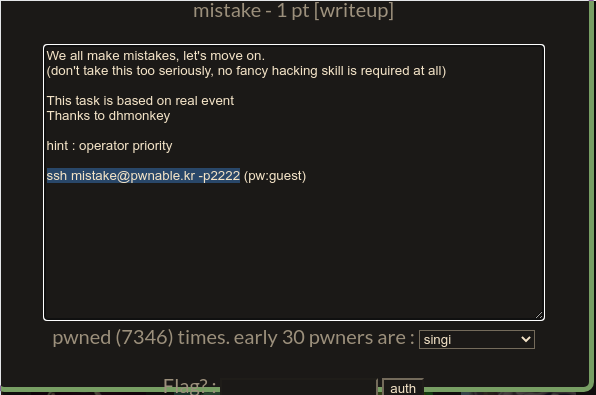 mistake - 1 pt [writeup]
We all make mistakes, let's move on.
(don't take this too seriously, no fancy hacking skill is required at all)
This task is based on real event
Thanks to dhmonkey
hint : operator priority
ssh mistake@pwnable.kr -p2222 (pw:guest)
pwned (7346) times. early 30 pwners are : singi
Flag? : auth